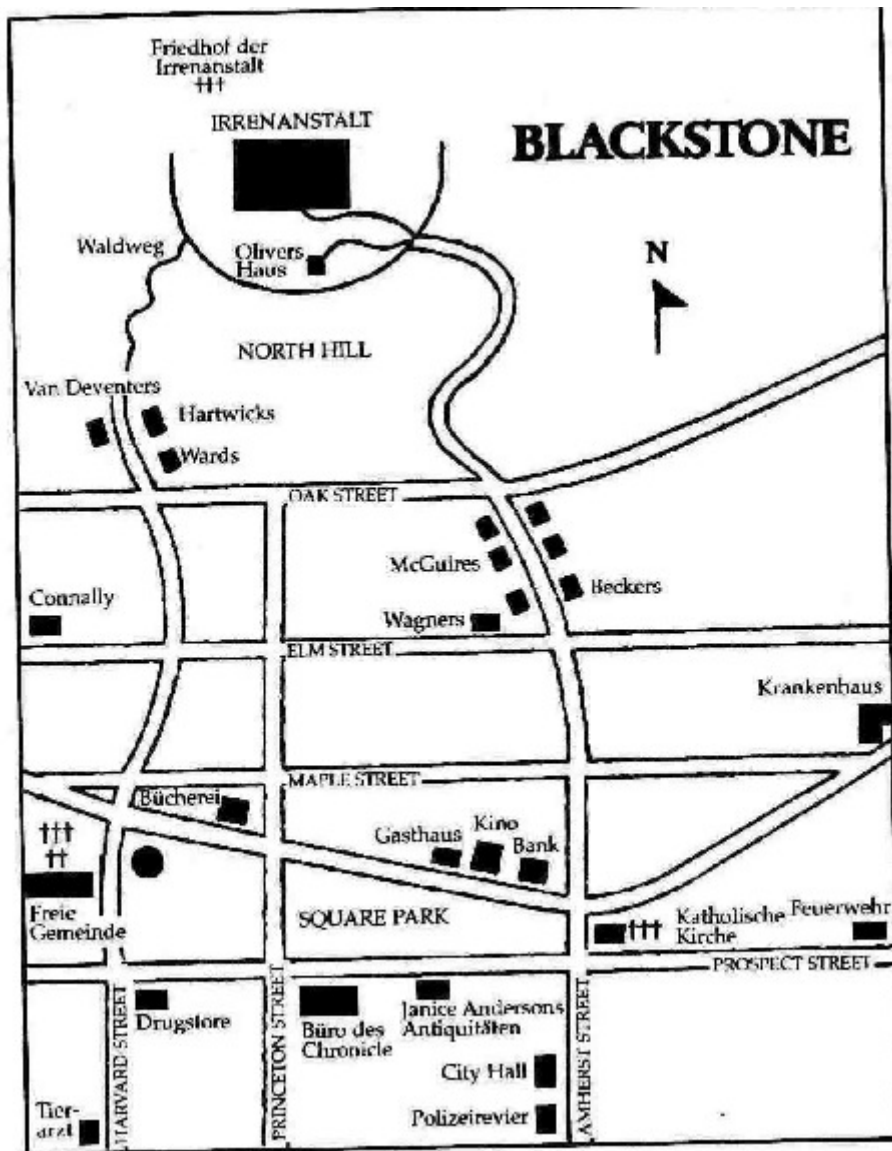 Friedhof der
Irrenanstalt
IRRENANSTALT
BLACKSTONE
Waldweg
Olivers
Haus
N
NORTH HILL
Van Deventers
Hartwicks
Wards
OAK STREET
McGuires
Beckers
Connally
Wagners
ELM STREET
Krankenhaus
MAPLE STREET
Bücherei
Gasthaus
Kino
Bank
Freie
Gemeinde
SQUARE PARK
Katholische
Kirche
Feuerwehr
PROSPECT STREET
Drugstore
Büro des
Chronicle
Janice Andersons
Antiquitäten
City Hall
Polizeirevier
Tier-
arzt
HARVARD STREET
PRINCETON STREET
AMHERST STREET